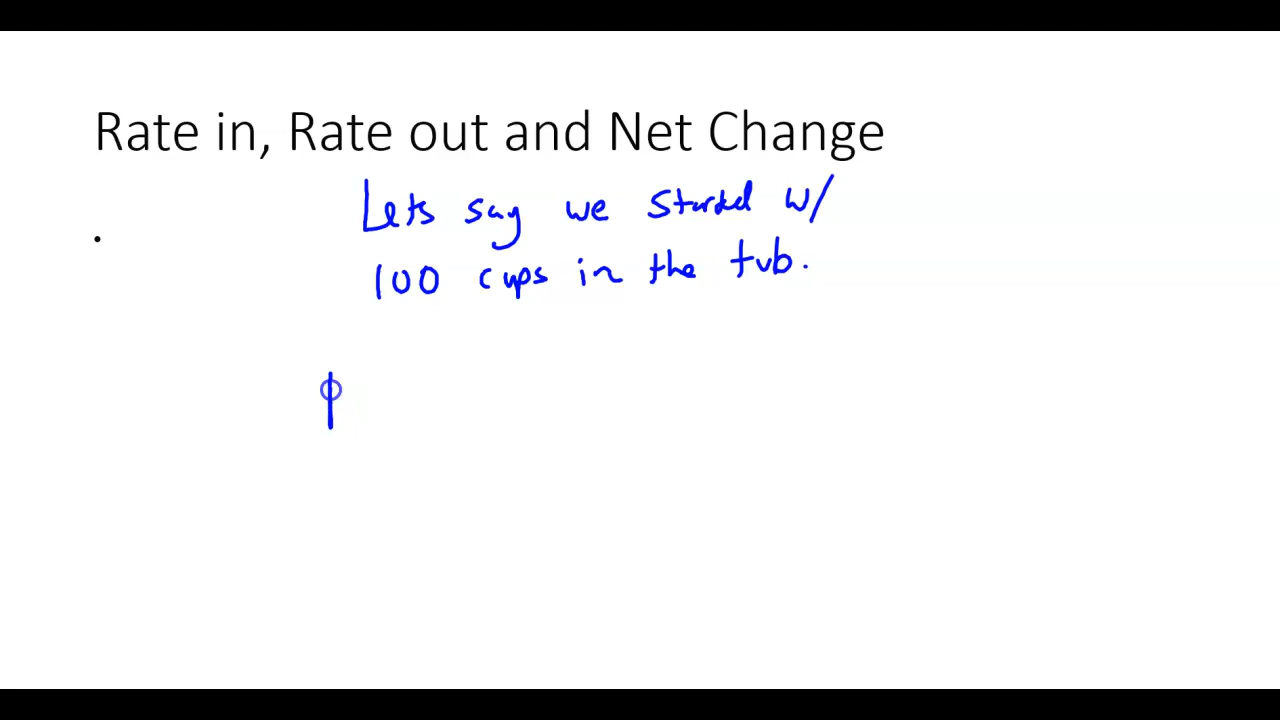 Rate in, Rate out and Net Change
Lets say we started w/
100 cups in the tub.